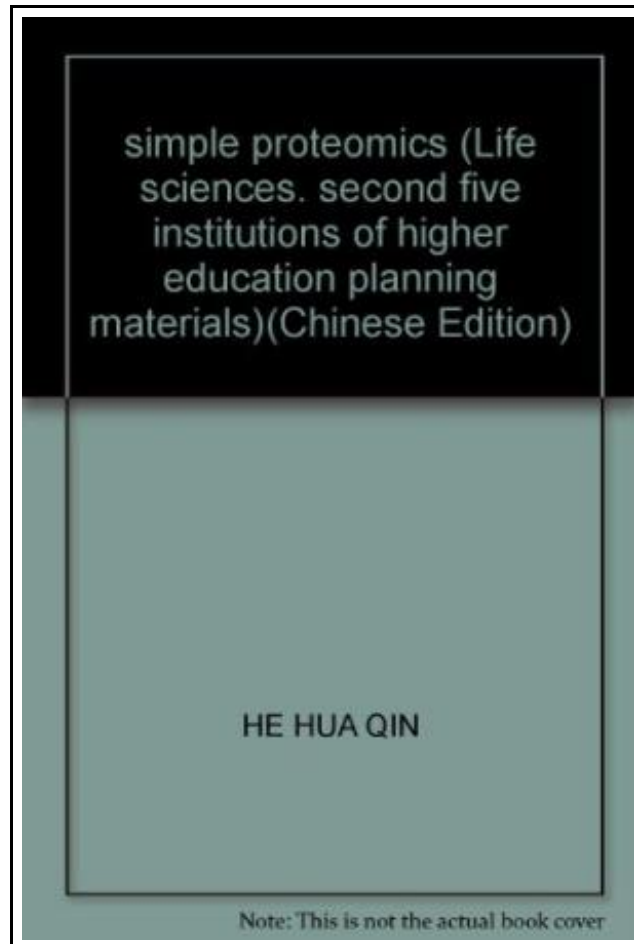 simple proteomics (Life
sciences. second five
institutions of higher
education planning
materials)(Chinese Edition)
HE HUA QIN
Note: This is not the actual book cover